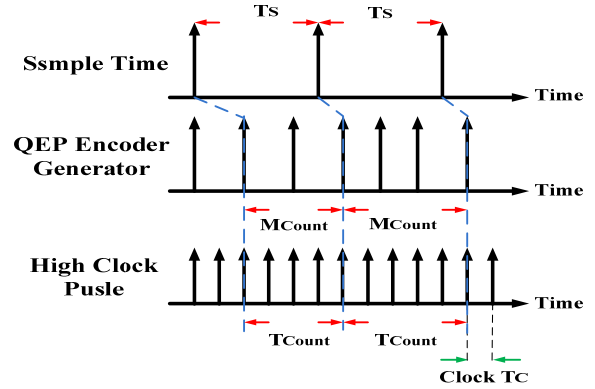 Ts Ts
Ssmple Time
Time
QEP Encoder
Generator
Time
MCount MCount
High Clock
Pusle
Time
TCount TCount
Clock Tc